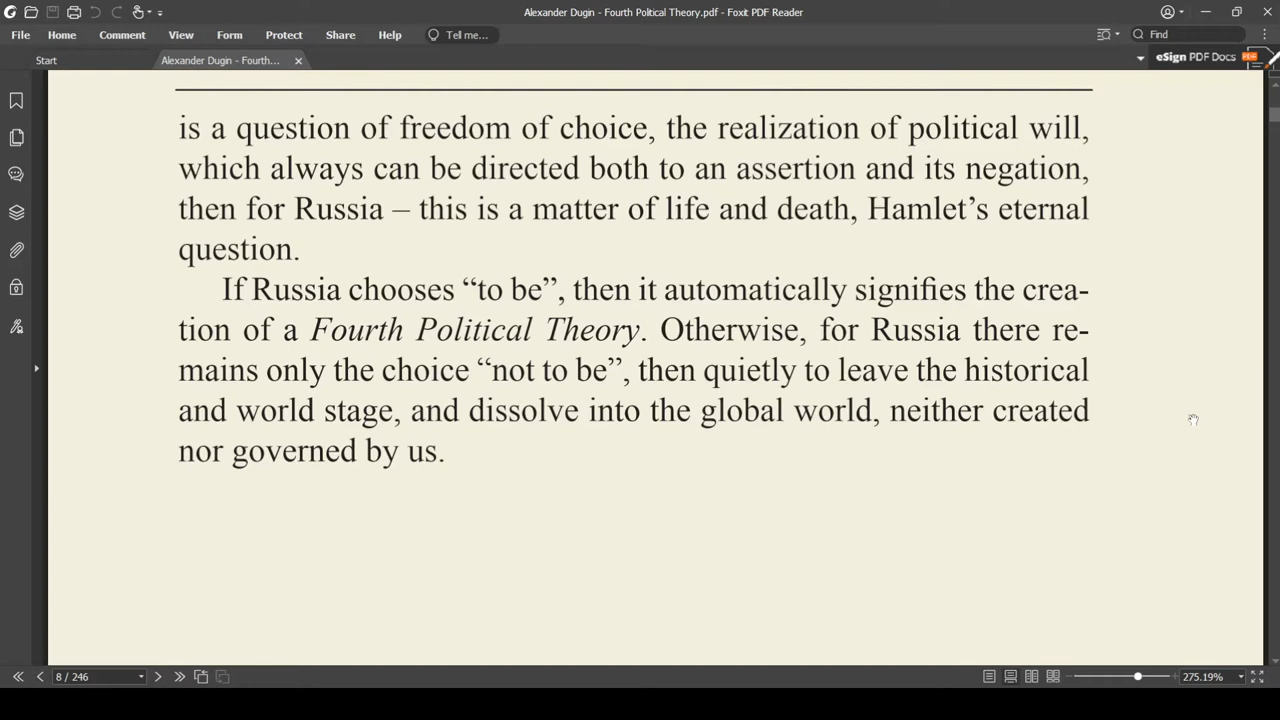 Alexander Dugin - Fourth Political Theory.pdf - Foxit PDF Reader
File Home Comment View Form Protect Share Help Tell me... Find
Start Alexander Dugin - Fourth... eSign PDF Docs
is a question of freedom of choice, the realization of political will,
which always can be directed both to an assertion and its negation,
then for Russia – this is a matter of life and death, Hamlet’s eternal
question.
If Russia chooses “to be”, then it automatically signifies the crea-
tion of a Fourth Political Theory. Otherwise, for Russia there re-
mains only the choice “not to be”, then quietly to leave the historical
and world stage, and dissolve into the global world, neither created
nor governed by us.
8 / 246 275.19%